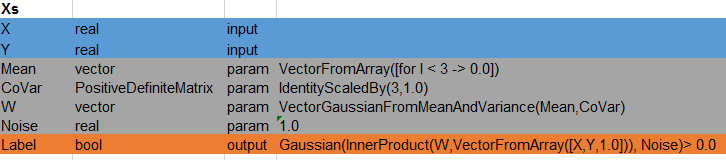 Xs
X real input
Y real input
Mean vector param VectorFromArray([for I < 3 -> 0.0])
CoVar PositiveDefiniteMatrix param IdentityScaledBy(3,1.0)
W vector param VectorGaussianFromMeanAndVariance(Mean,CoVar)
Noise real param 1.0
Label bool output Gaussian(InnerProduct(W,VectorFromArray([X,Y,1.0])), Noise)> 0.0